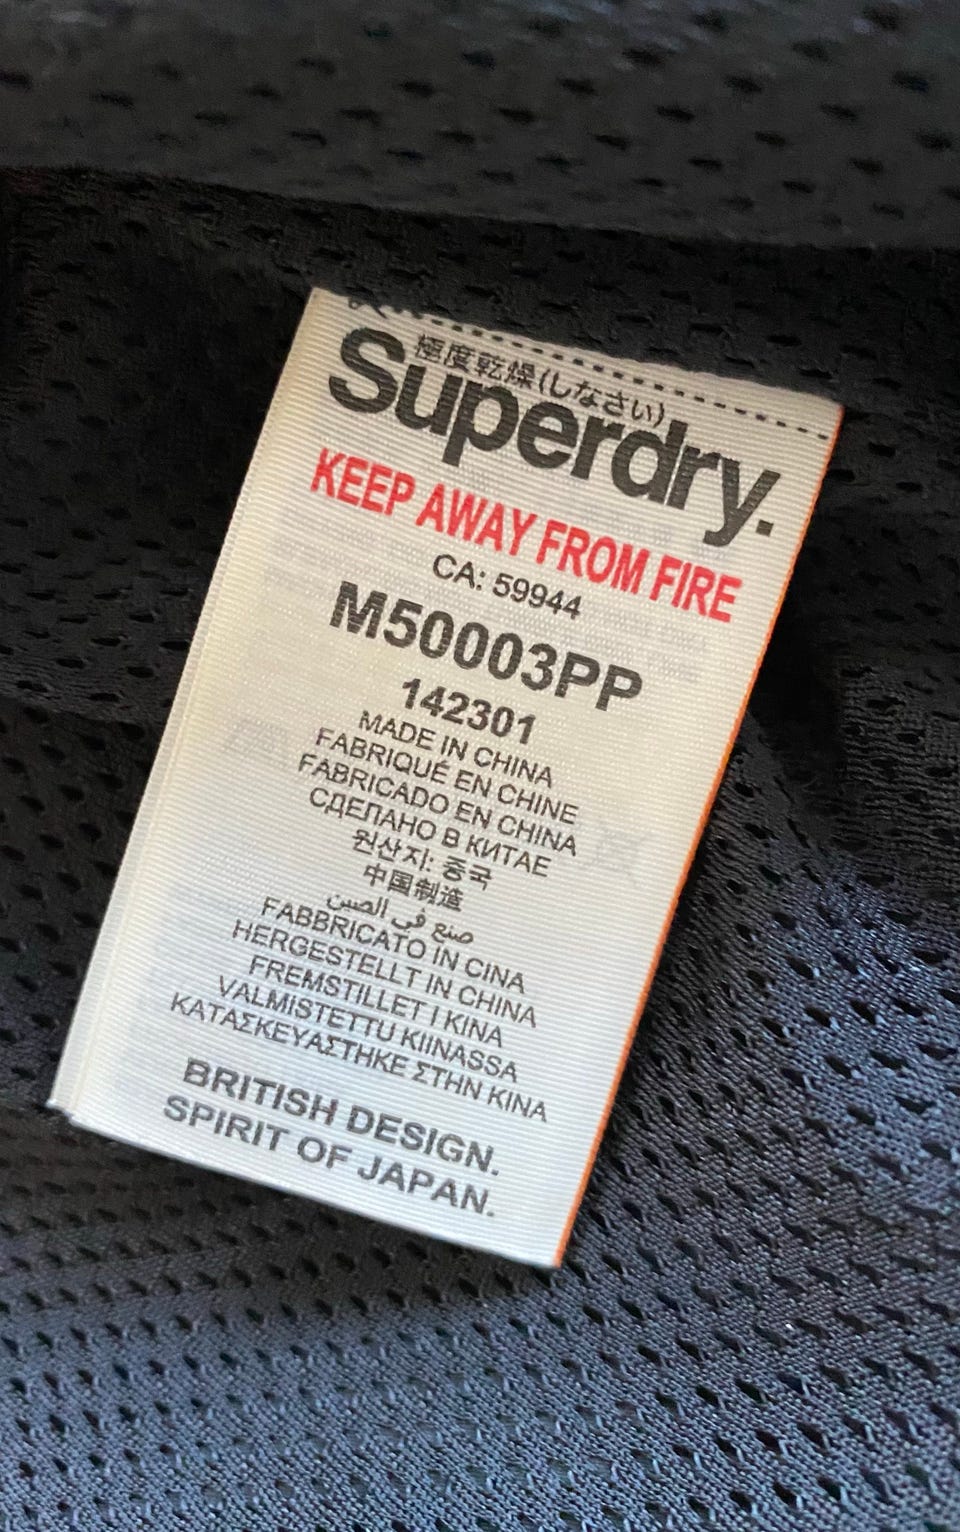 極度乾燥(しなさい)
Superdry.
KEEP AWAY FROM FIRE
CA: 59944
M50003PP
142301
MADE IN CHINA
FABRIQUÉ EN CHINE
FABRICADO EN CHINA
СДЕЛАНО В КИТАЕ
원산지: 중국
中国制造
صنع في الصين
FABBRICATO IN CINA
HERGESTELLT IN CHINA
FREMSTILLET I KINA
VALMISTETTU KIINASSA
ΚΑΤΑΣΚΕΥΑΣΤΗΚΕ ΣΤΗΝ ΚΙΝΑ
BRITISH DESIGN.
SPIRIT OF JAPAN.